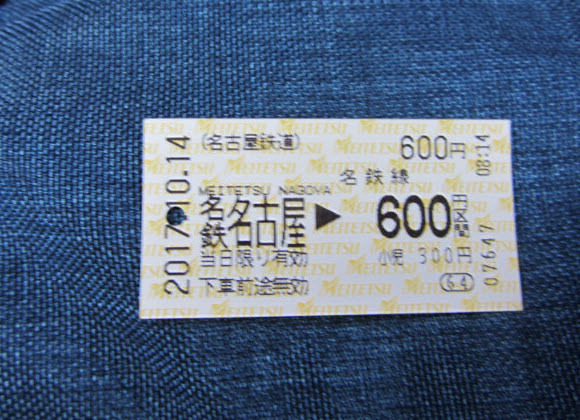 2017.10.14
(名古屋鉄道)
600円
08:14
名鉄線
MEITETSU NAGOYA
名鉄名古屋 ▶ 600円区間
当日限り有効
小児 300円
下車前途無効
6.4
07647